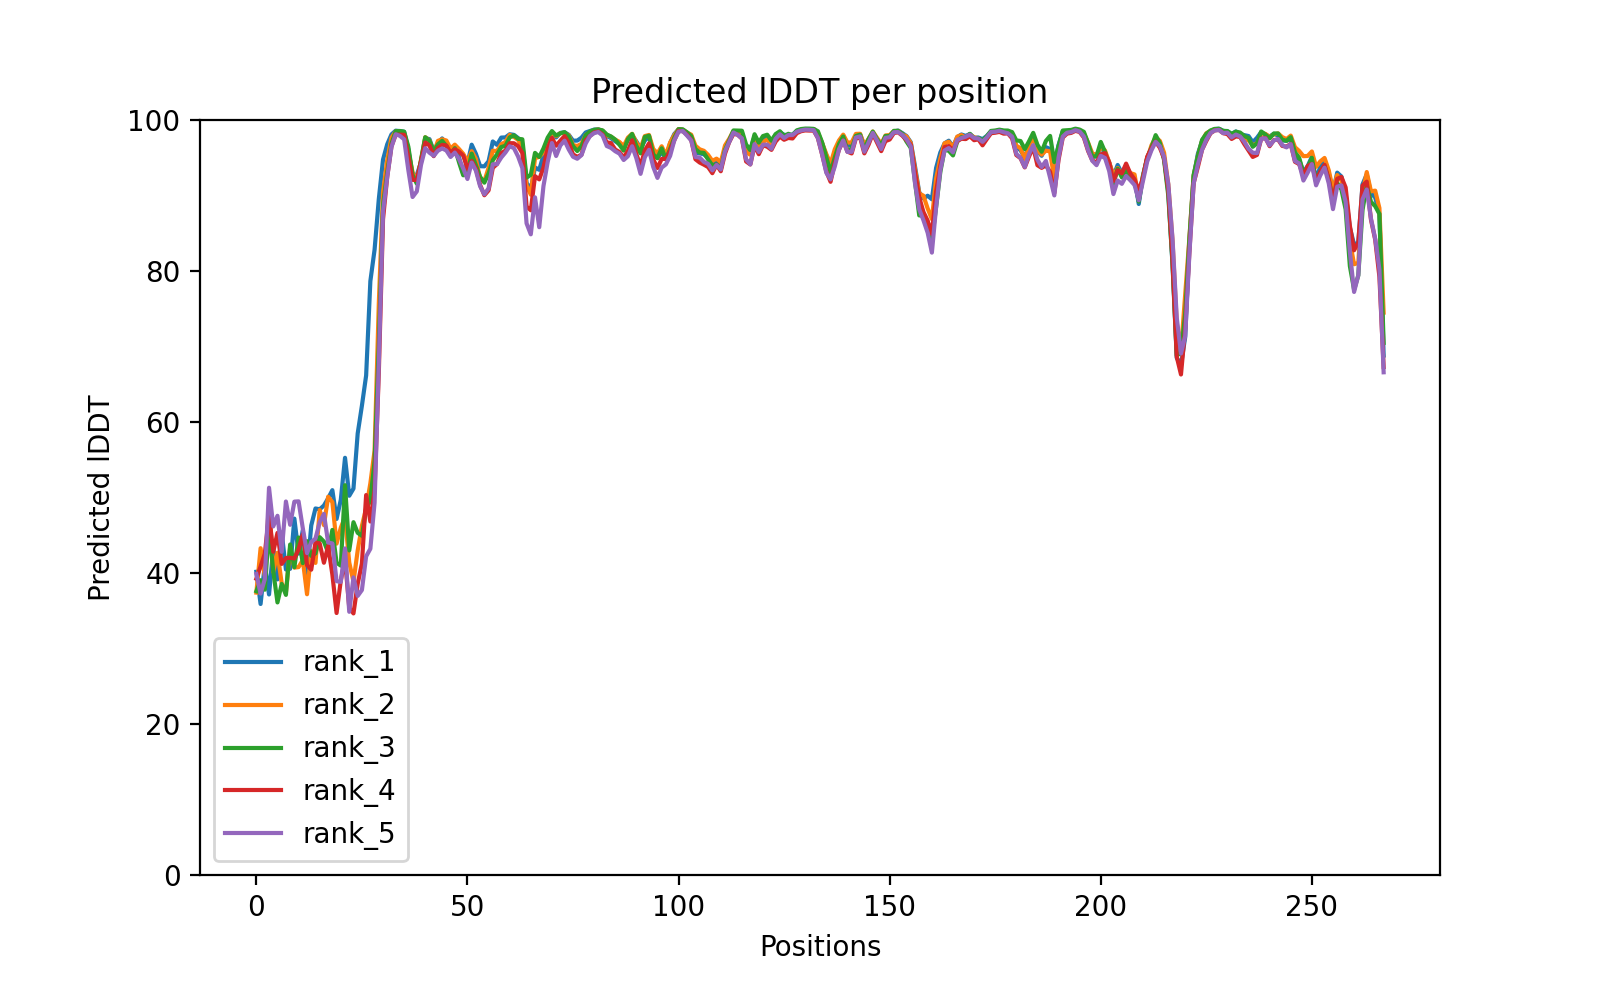 Predicted lDDT per position
100
80
60
40
20
0
Predicted lDDT
rank_1
rank_2
rank_3
rank_4
rank_5
0 50 100 150 200 250
Positions